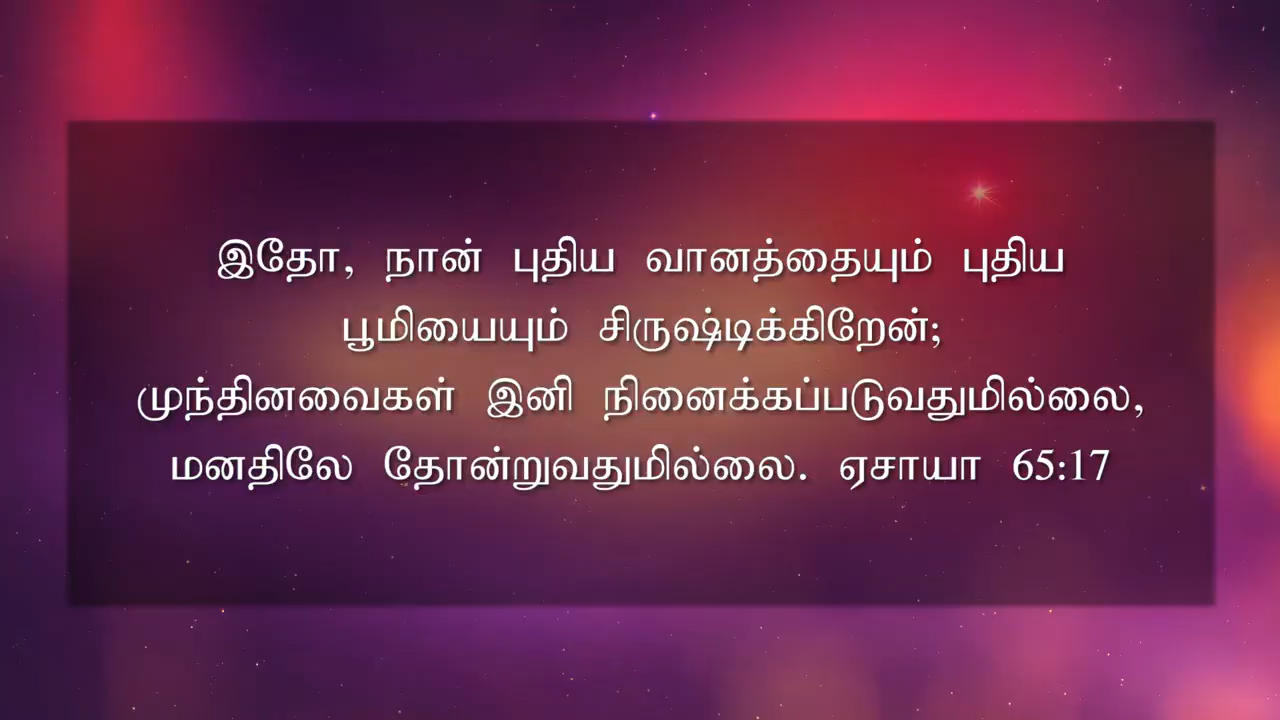 இதோ, நான் புதிய வானத்தையும் புதிய
பூமியையும் சிருஷ்டிக்கிறேன்;
முந்தினவைகள் இனி நினைக்கப்படுவதுமில்லை,
மனதிலே தோன்றுவதுமில்லை. ஏசாயா 65:17